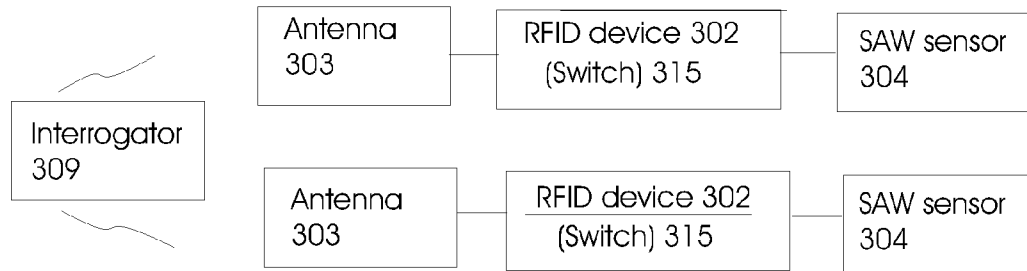 Antenna
303
RFID device 302
(Switch) 315
SAW sensor
304
Interrogator
309
Antenna
303
RFID device 302
(Switch) 315
SAW sensor
304